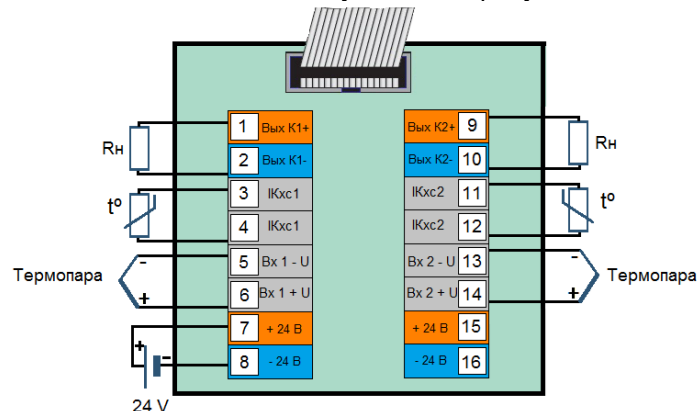 1 Вых К1+ Вых К2+ 9
Rн Rн
2 Вых К1- Вых К2- 10
3 IКхс1 IКхс2 11
t° t°
4 IКхс1 IКхс2 12
5 Вх 1 - U Вх 2 - U 13
- -
Термопара Термопара
+ +
6 Вх 1 + U Вх 2 + U 14
7 + 24 В + 24 В 15
+ -
8 - 24 В - 24 В 16
24 V